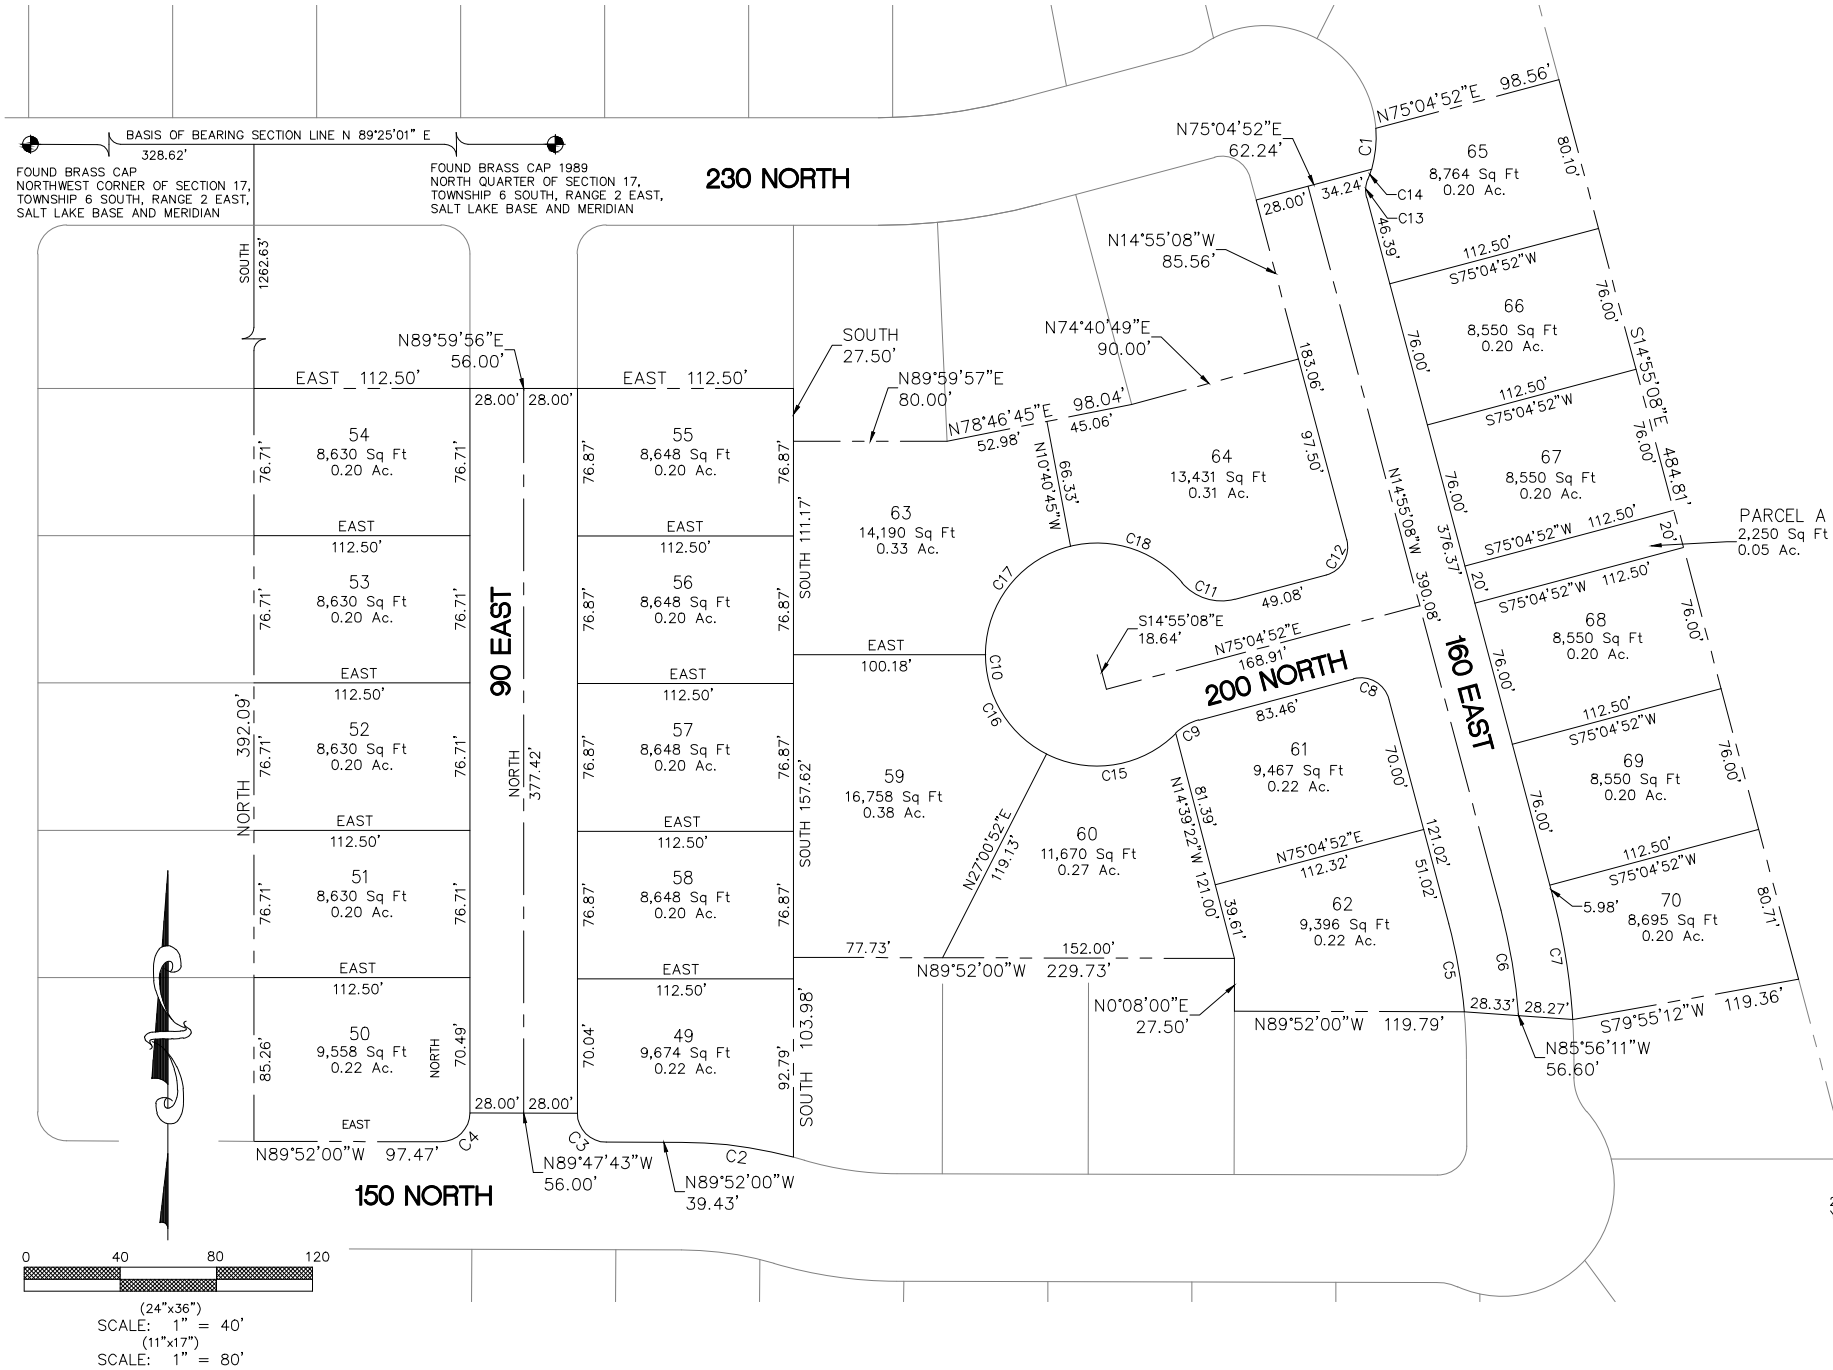 BASIS OF BEARING SECTION LINE N 89°25'01" E
328.62'
FOUND BRASS CAP
NORTHWEST CORNER OF SECTION 17,
TOWNSHIP 6 SOUTH, RANGE 2 EAST,
SALT LAKE BASE AND MERIDIAN
FOUND BRASS CAP 1989
NORTH QUARTER OF SECTION 17,
TOWNSHIP 6 SOUTH, RANGE 2 EAST,
SALT LAKE BASE AND MERIDIAN
230 NORTH
SOUTH
1262.63'
N89°59'56"E
56.00'
EAST 112.50'
28.00' 28.00'
EAST 112.50'
SOUTH
27.50'
N89°59'57"E
80.00'
N78°46'45"E 98.04'
52.98'
45.06'
N74°40'49"E
90.00'
N14°55'08"W
85.56'
N75°04'52"E
62.24'
28.00'
34.24'
C1
C14
C13
N75°04'52"E 98.56'
80.10'
65
8,764 Sq Ft
0.20 Ac.
46.39'
112.50'
S75°04'52"W
66
8,550 Sq Ft
0.20 Ac.
76.00'
76.00'
S14°55'08"E 484.81'
112.50'
S75°04'52"W
67
8,550 Sq Ft
0.20 Ac.
76.00'
76.00'
S75°04'52"W 112.50'
20'
PARCEL A
2,250 Sq Ft
0.05 Ac.
376.37'
20'
S75°04'52"W 112.50'
68
8,550 Sq Ft
0.20 Ac.
76.00'
76.00'
112.50'
S75°04'52"W
69
8,550 Sq Ft
0.20 Ac.
76.00'
76.00'
112.50'
S75°04'52"W
70
8,695 Sq Ft
0.20 Ac.
5.98'
80.71'
C7
C6
C5
28.33'
28.27'
S79°55'12"W 119.36'
N85°56'11"W
56.60'
54
8,630 Sq Ft
0.20 Ac.
76.71'
76.71'
EAST
112.50'
53
8,630 Sq Ft
0.20 Ac.
76.71'
76.71'
EAST
112.50'
52
8,630 Sq Ft
0.20 Ac.
76.71'
76.71'
NORTH 392.09'
EAST
112.50'
51
8,630 Sq Ft
0.20 Ac.
76.71'
76.71'
EAST
112.50'
50
9,558 Sq Ft
0.22 Ac.
85.26'
NORTH
70.49'
EAST
N89°52'00"W 97.47'
C4
90 EAST
NORTH
377.42'
55
8,648 Sq Ft
0.20 Ac.
76.87'
76.87'
EAST
112.50'
56
8,648 Sq Ft
0.20 Ac.
76.87'
76.87'
EAST
112.50'
57
8,648 Sq Ft
0.20 Ac.
76.87'
76.87'
EAST
112.50'
58
8,648 Sq Ft
0.20 Ac.
76.87'
76.87'
EAST
112.50'
49
9,674 Sq Ft
0.22 Ac.
70.04'
92.79'
SOUTH 103.98'
28.00' 28.00'
C3
C2
N89°47'43"W
56.00'
N89°52'00"W
39.43'
150 NORTH
SOUTH 111.17'
63
14,190 Sq Ft
0.33 Ac.
N10°40'45"W
66.33'
64
13,431 Sq Ft
0.31 Ac.
183.06'
97.50'
C18
C17
C11
C12
49.08'
EAST
100.18'
C10
C16
S14°55'08"E
18.64'
N75°04'52"E
168.91'
200 NORTH
N14°55'08"W 390.08'
160 EAST
83.46'
C8
C9
C15
SOUTH 157.62'
59
16,758 Sq Ft
0.38 Ac.
N27°00'52"E
119.13'
60
11,670 Sq Ft
0.27 Ac.
61
9,467 Sq Ft
0.22 Ac.
70.00'
81.39'
N14°39'22"W 121.00'
N75°04'52"E
112.32'
121.02'
51.02'
62
9,396 Sq Ft
0.22 Ac.
39.61'
77.73'
152.00'
N89°52'00"W 229.73'
N0°08'00"E
27.50'
N89°52'00"W 119.79'
0 40 80 120
(24"x36")
SCALE: 1" = 40'
(11"x17")
SCALE: 1" = 80'